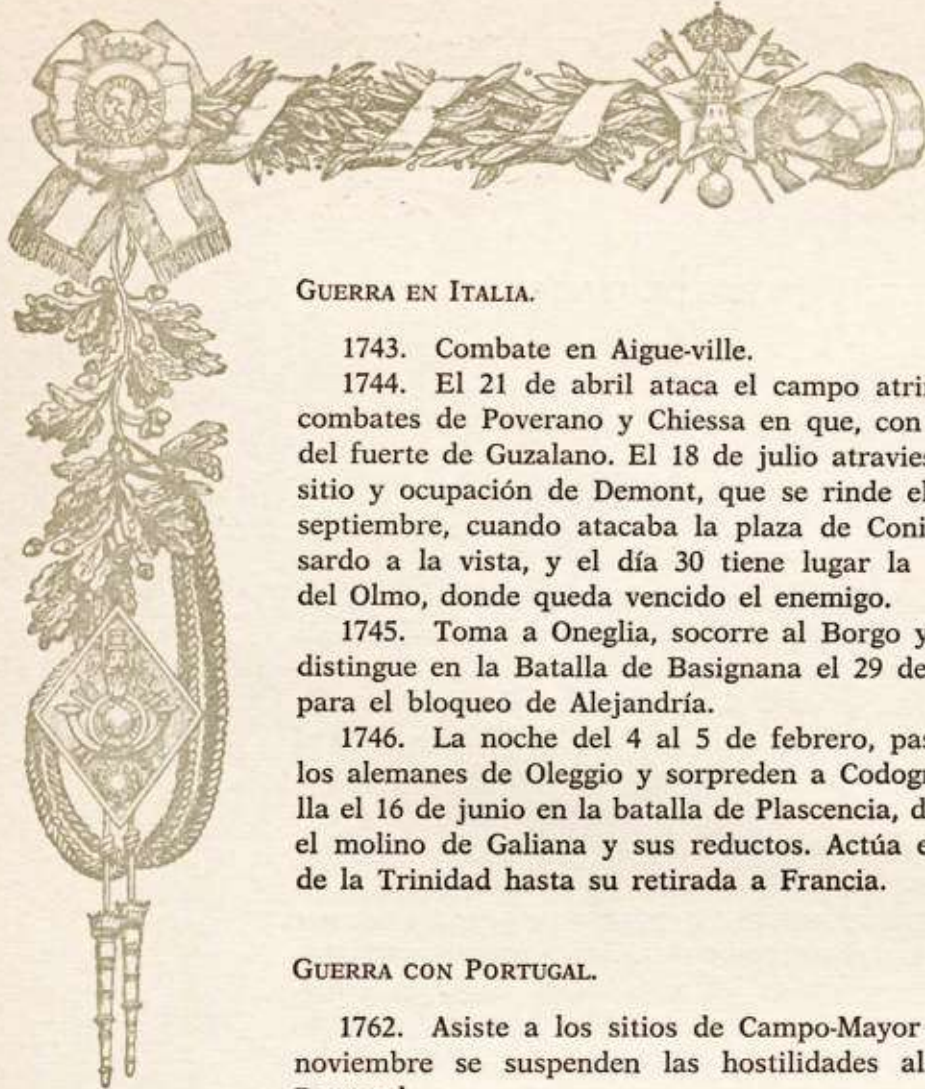 GUERRA EN ITALIA.
1743. Combate en Aigue-ville.
1744. El 21 de abril ataca el campo atri
combates de Poverano y Chiessa en que, con
del fuerte de Guzalano. El 18 de julio atravies
sitio y ocupación de Demont, que se rinde el
septiembre, cuando atacaba la plaza de Coni
sardo a la vista, y el día 30 tiene lugar la
del Olmo, donde queda vencido el enemigo.
1745. Toma a Oneglia, socorre al Borgo y
distingue en la Batalla de Basignana el 29 de
para el bloqueo de Alejandría.
1746. La noche del 4 al 5 de febrero, pas
los alemanes de Oleggio y sorpreden a Codog
lla el 16 de junio en la batalla de Plascencia, d
el molino de Galiana y sus reductos. Actúa e
de la Trinidad hasta su retirada a Francia.
GUERRA CON PORTUGAL.
1762. Asiste a los sitios de Campo-Mayor
noviembre se suspenden las hostilidades al